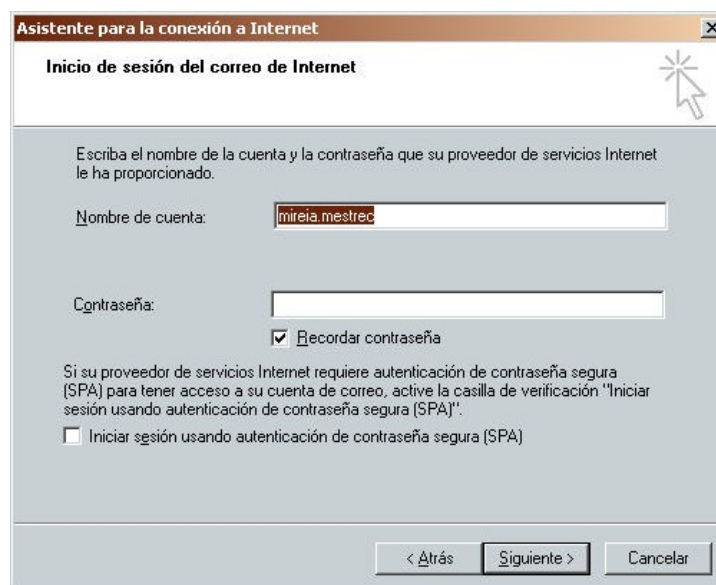 Asistente para la conexión a Internet
Inicio de sesión del correo de Internet
Escriba el nombre de la cuenta y la contraseña que su proveedor de servicios Internet
le ha proporcionado.
Nombre de cuenta: mireia.mestrec
Contraseña:
Recordar contraseña
Si su proveedor de servicios Internet requiere autenticación de contraseña segura
(SPA) para tener acceso a su cuenta de correo, active la casilla de verificación "Iniciar
sesión usando autenticación de contraseña segura (SPA)".
Iniciar sesión usando autenticación de contraseña segura (SPA)
< Atrás Siguiente > Cancelar